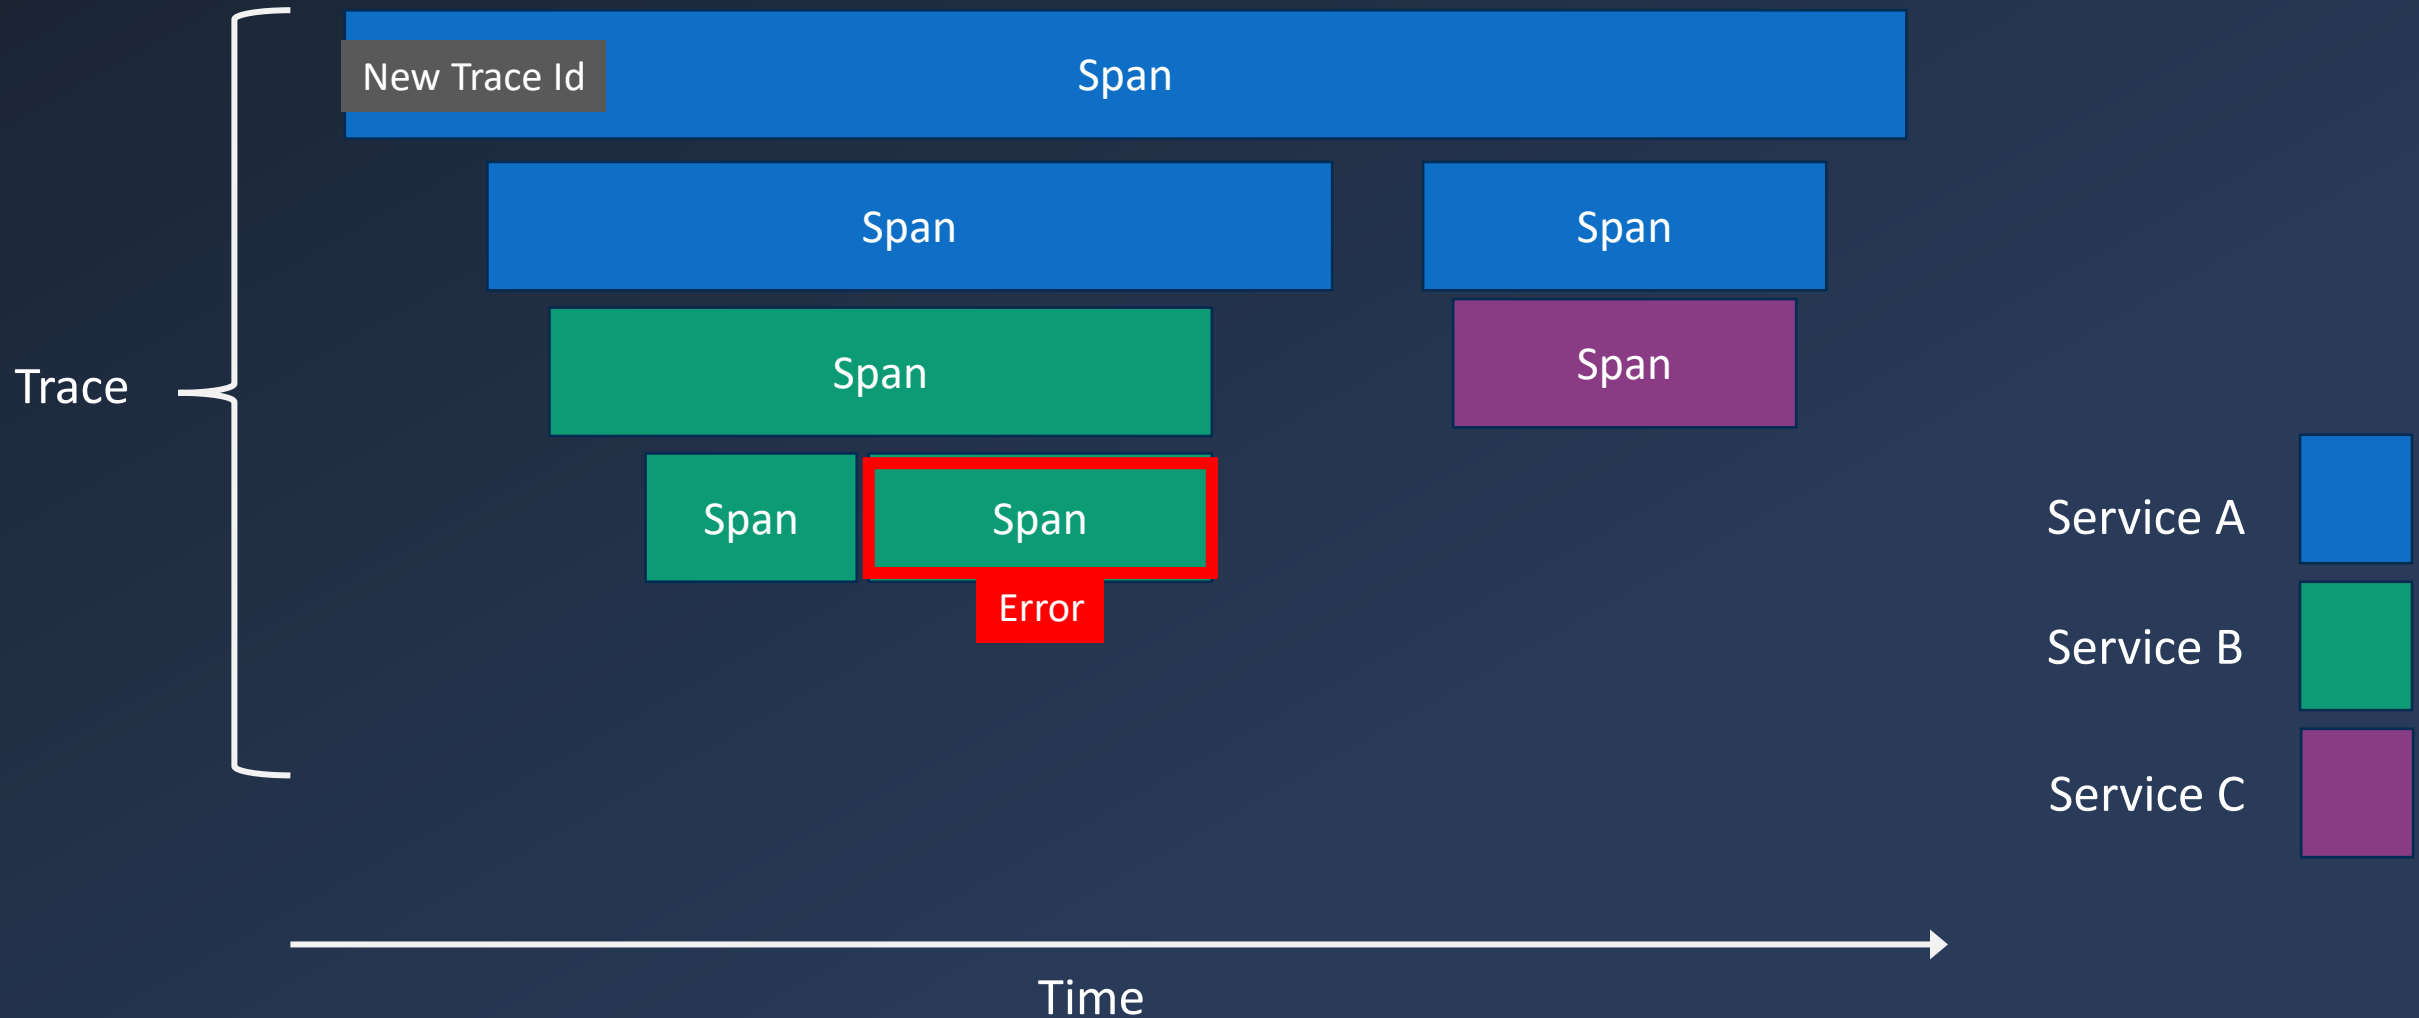 New Trace Id
Span
Span
Span
Span
Span
Trace
Span
Span
Error
Service A
Service B
Service C
Time